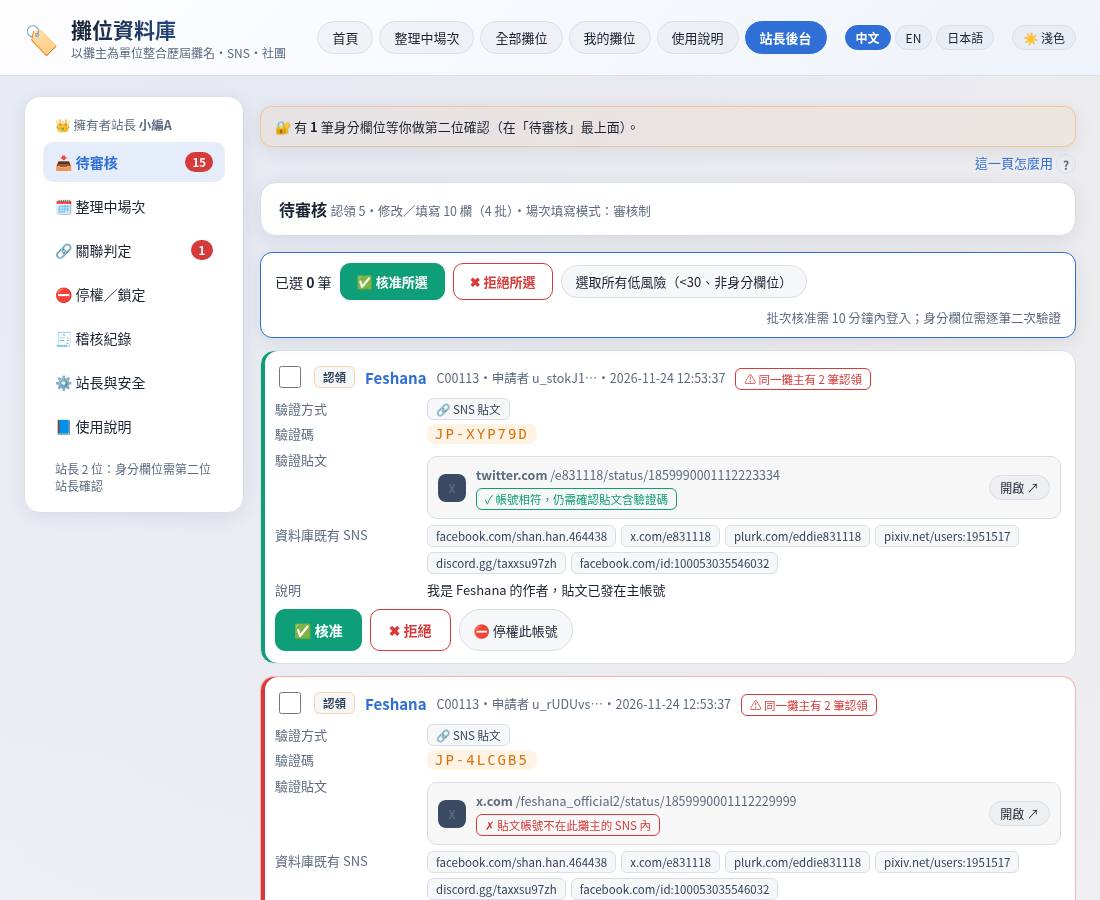 攤位資料庫
以攤主為單位整合歷屆攤名・SNS・社團
首頁
整理中場次
全部攤位
我的攤位
使用說明
站長後台
中文
EN
日本語
☀️ 淺色
👑 擁有者站長 小編A
📥 待審核 15
🗓️ 整理中場次
🔗 關聯判定 1
⛔ 停權／鎖定
🧾 稽核紀錄
⚙️ 站長與安全
📘 使用說明
站長 2 位：身分欄位需第二位
站長確認
🔐 有 1 筆身分欄位等你做第二位確認（在「待審核」最上面）。
這一頁怎麼用 ?
待審核 認領 5・修改／填寫 10 欄（4 批）・場次填寫模式：審核制
已選 0 筆
✅ 核准所選
✖ 拒絕所選
選取所有低風險（<30、非身分欄位）
批次核准需 10 分鐘內登入；身分欄位需逐筆二次驗證
認領 Feshana C00113・申請者 u_stokJ1…・2026-11-24 12:53:37 ⚠ 同一攤主有 2 筆認領
驗證方式 🔗 SNS 貼文
驗證碼 JP-XYP79D
驗證貼文
X
twitter.com /e831118/status/1859990001112223334
✓ 帳號相符，仍需確認貼文含驗證碼
開啟 ↗
資料庫既有 SNS facebook.com/shan.han.464438 x.com/e831118 plurk.com/eddie831118 pixiv.net/users:1951517
discord.gg/taxxsu97zh facebook.com/id:100053035546032
說明 我是 Feshana 的作者，貼文已發在主帳號
✅ 核准
✖ 拒絕
⛔ 停權此帳號
認領 Feshana C00113・申請者 u_rUDUvs…・2026-11-24 12:53:37 ⚠ 同一攤主有 2 筆認領
驗證方式 🔗 SNS 貼文
驗證碼 JP-4LCGB5
驗證貼文
X
x.com /feshana_official2/status/1859990001112229999
✗ 貼文帳號不在此攤主的 SNS 內
開啟 ↗
資料庫既有 SNS facebook.com/shan.han.464438 x.com/e831118 plurk.com/eddie831118 pixiv.net/users:1951517
discord.gg/taxxsu97zh facebook.com/id:100053035546032